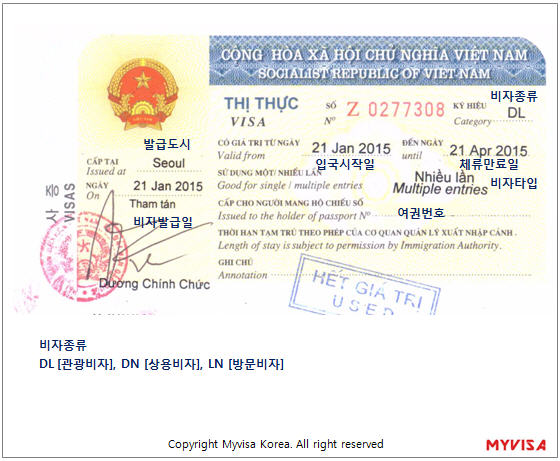 CỘNG HÒA XÃ HỘI CHỦ NGHĨA VIỆT NAM
SOCIALIST REPUBLIC OF VIET-NAM
THỊ THỰC
VISA
SỐ
Nº
Z 0277308
KÝ HIỆU
Category
비자종류
DL
CÓ GIÁ TRỊ TỪ NGÀY
Valid from
21 Jan 2015
입국시작일
ĐẾN NGÀY
until
21 Apr 2015
체류만료일
SỬ DỤNG MỘT/ NHIỀU LẦN
Good for single / multiple entries
Nhiều lần
Multiple entries
비자타입
CẤP CHO NGƯỜI MANG HỘ CHIẾU SỐ
Issued to the holder of passport Nº
여권번호
THỜI HẠN TẠM TRÚ THEO PHÉP CỦA CƠ QUAN QUẢN LÝ XUẤT NHẬP CẢNH .
Length of stay is subject to permission by Immigration Authority.
GHI CHÚ
Annotation
HẾT GIÁ TRỊ
USED
발급도시
CẤP TẠI
Issued at
Seoul
NGÀY
On
21 Jan 2015
Tham tán
비자발급일
Dương Chính Chức
사증
VISAS
비자종류
DL [관광비자], DN [상용비자], LN [방문비자]
Copyright Myvisa Korea. All right reserved
MYVISA